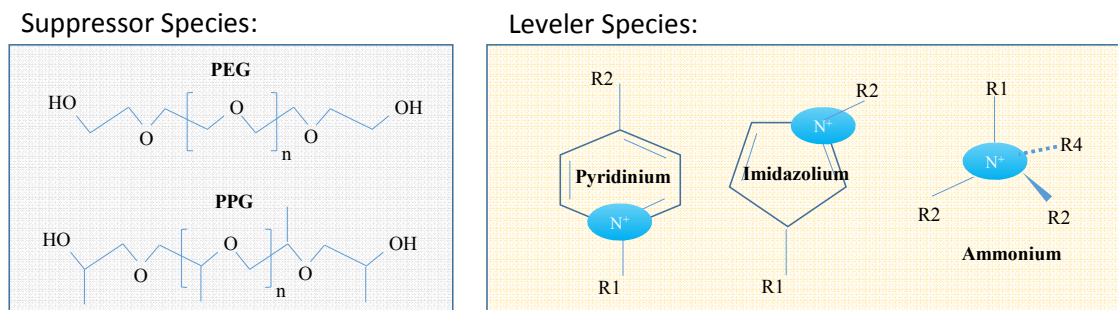 Suppressor Species:
PEG
HO
O
O
O
OH
n
PPG
HO
O
O
O
OH
n
Leveler Species:
R2
Pyridinium
N+
R1
R2
N+
Imidazolium
R1
R1
N+
R4
R2
R2
Ammonium